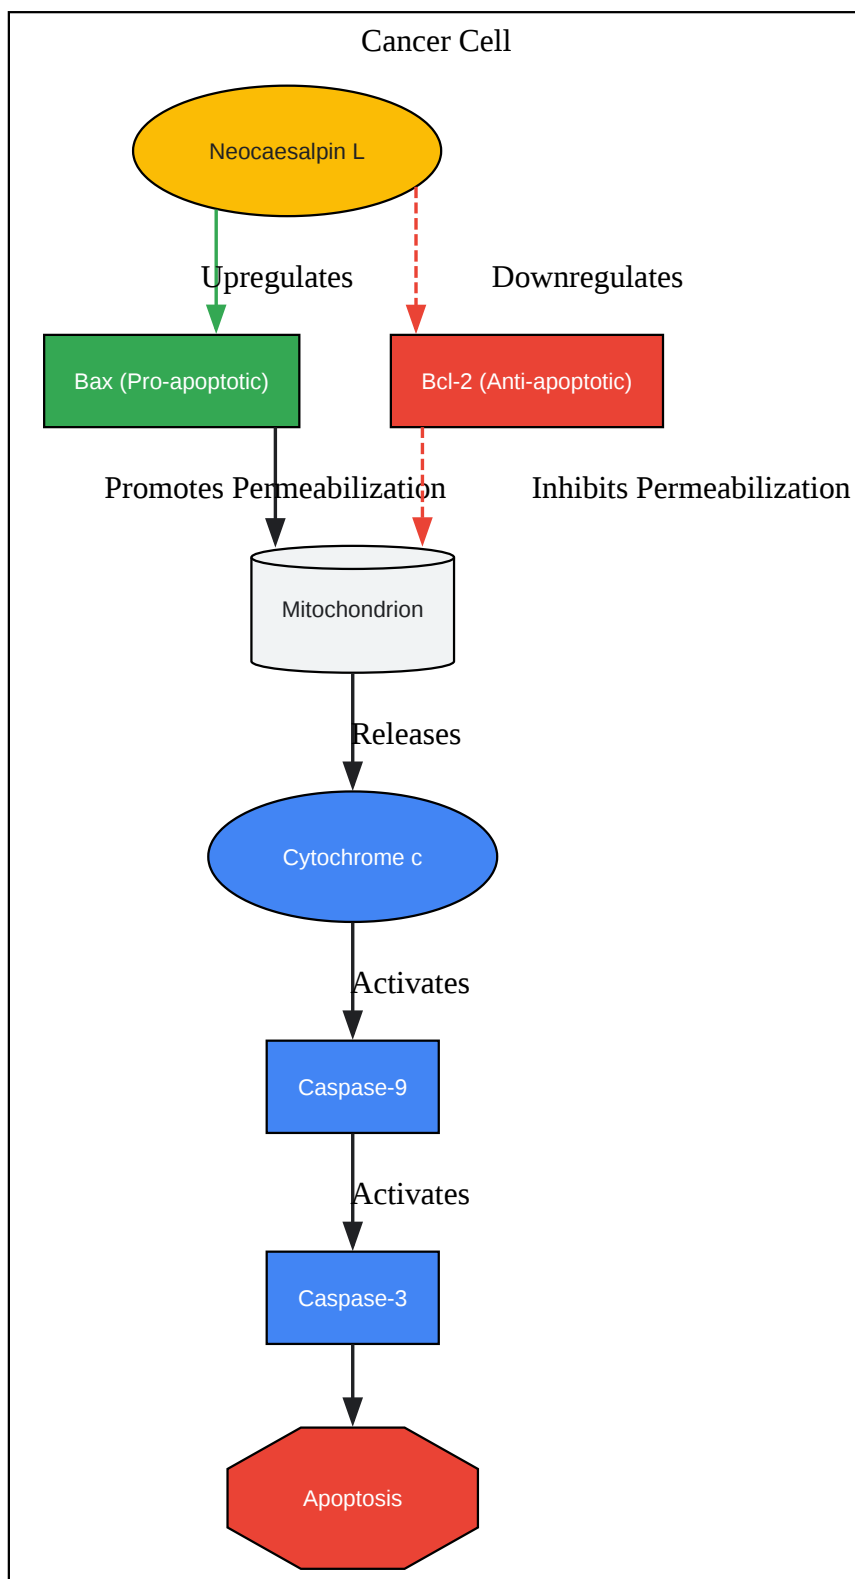 Cancer Cell
Neocaesalpin L
Upregulates
Downregulates
Bax (Pro-apoptotic)
Bcl-2 (Anti-apoptotic)
Promotes Permeabilization
Inhibits Permeabilization
Mitochondrion
Releases
Cytochrome c
Activates
Caspase-9
Activates
Caspase-3
Apoptosis